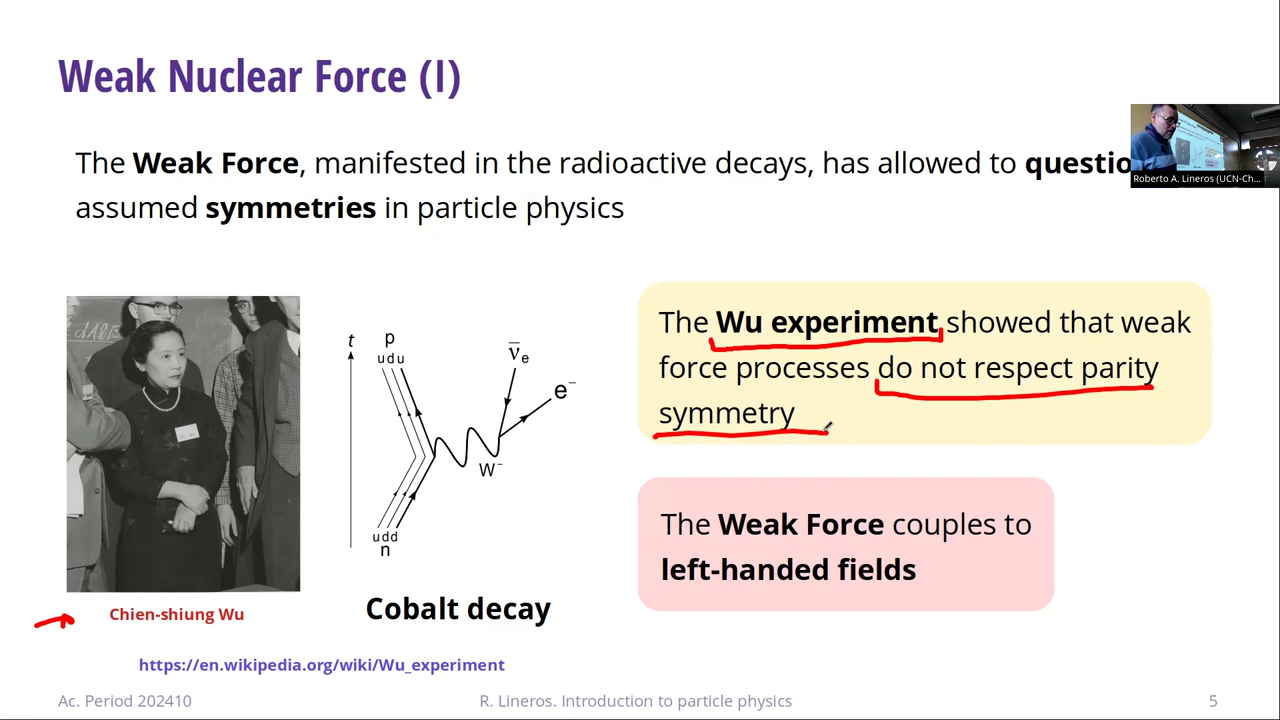 Weak Nuclear Force (I)
The Weak Force, manifested in the radioactive decays, has allowed to questio
assumed symmetries in particle physics
Roberto A. Lineros (UCN-Ch...
The Wu experiment showed that weak
force processes do not respect parity
symmetry
t
p
u d u
ν̅e
e⁻
W⁻
u d d
n
The Weak Force couples to
left-handed fields
Chien-shiung Wu
Cobalt decay
https://en.wikipedia.org/wiki/Wu_experiment
Ac. Period 202410
R. Lineros. Introduction to particle physics
5